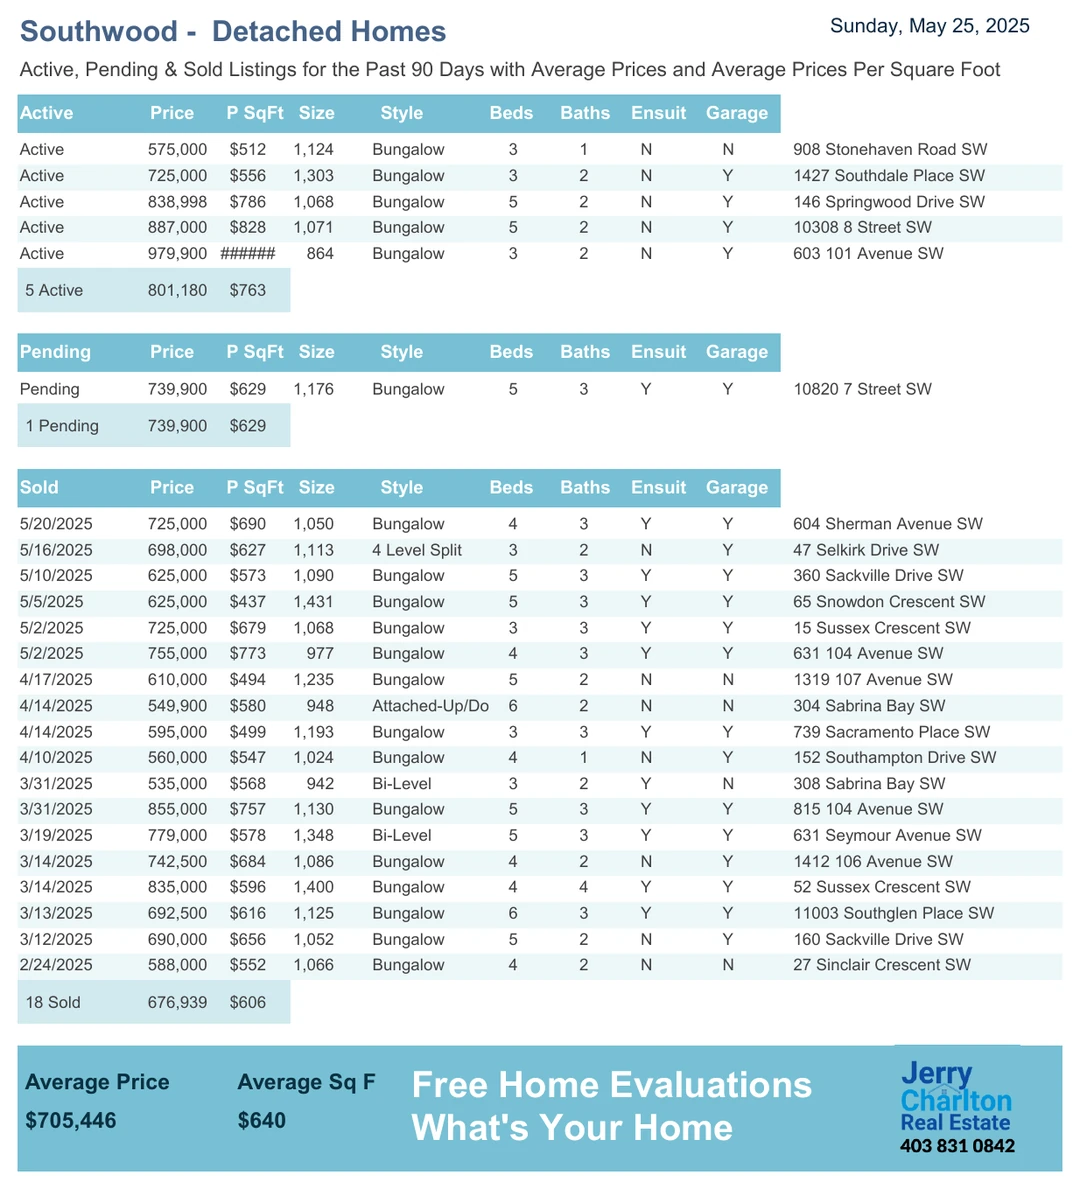 Southwood - Detached Homes
Sunday, May 25, 2025
Active, Pending & Sold Listings for the Past 90 Days with Average Prices and Average Prices Per Square Foot
Active Price P SqFt Size Style Beds Baths Ensuit Garage
Active 575,000 $512 1,124 Bungalow 3 1 N N 908 Stonehaven Road SW
Active 725,000 $556 1,303 Bungalow 3 2 N Y 1427 Southdale Place SW
Active 838,998 $786 1,068 Bungalow 5 2 N Y 146 Springwood Drive SW
Active 887,000 $828 1,071 Bungalow 5 2 N Y 10308 8 Street SW
Active 979,900 ###### 864 Bungalow 3 2 N Y 603 101 Avenue SW
5 Active 801,180 $763
Pending Price P SqFt Size Style Beds Baths Ensuit Garage
Pending 739,900 $629 1,176 Bungalow 5 3 Y Y 10820 7 Street SW
1 Pending 739,900 $629
Sold Price P SqFt Size Style Beds Baths Ensuit Garage
5/20/2025 725,000 $690 1,050 Bungalow 4 3 Y Y 604 Sherman Avenue SW
5/16/2025 698,000 $627 1,113 4 Level Split 3 2 N Y 47 Selkirk Drive SW
5/10/2025 625,000 $573 1,090 Bungalow 5 3 Y Y 360 Sackville Drive SW
5/5/2025 625,000 $437 1,431 Bungalow 5 3 Y Y 65 Snowdon Crescent SW
5/2/2025 725,000 $679 1,068 Bungalow 3 3 Y Y 15 Sussex Crescent SW
5/2/2025 755,000 $773 977 Bungalow 4 3 Y Y 631 104 Avenue SW
4/17/2025 610,000 $494 1,235 Bungalow 5 2 N N 1319 107 Avenue SW
4/14/2025 549,900 $580 948 Attached-Up/Do 6 2 N N 304 Sabrina Bay SW
4/14/2025 595,000 $499 1,193 Bungalow 3 3 Y Y 739 Sacramento Place SW
4/10/2025 560,000 $547 1,024 Bungalow 4 1 N Y 152 Southampton Drive SW
3/31/2025 535,000 $568 942 Bi-Level 3 2 Y N 308 Sabrina Bay SW
3/31/2025 855,000 $757 1,130 Bungalow 5 3 Y Y 815 104 Avenue SW
3/19/2025 779,000 $578 1,348 Bi-Level 5 3 Y Y 631 Seymour Avenue SW
3/14/2025 742,500 $684 1,086 Bungalow 4 2 N Y 1412 106 Avenue SW
3/14/2025 835,000 $596 1,400 Bungalow 4 4 Y Y 52 Sussex Crescent SW
3/13/2025 692,500 $616 1,125 Bungalow 6 3 Y Y 11003 Southglen Place SW
3/12/2025 690,000 $656 1,052 Bungalow 5 2 N Y 160 Sackville Drive SW
2/24/2025 588,000 $552 1,066 Bungalow 4 2 N N 27 Sinclair Crescent SW
18 Sold 676,939 $606
Average Price Average Sq F
$705,446 $640
Free Home Evaluations
What's Your Home
Jerry
Charlton
Real Estate
403 831 0842